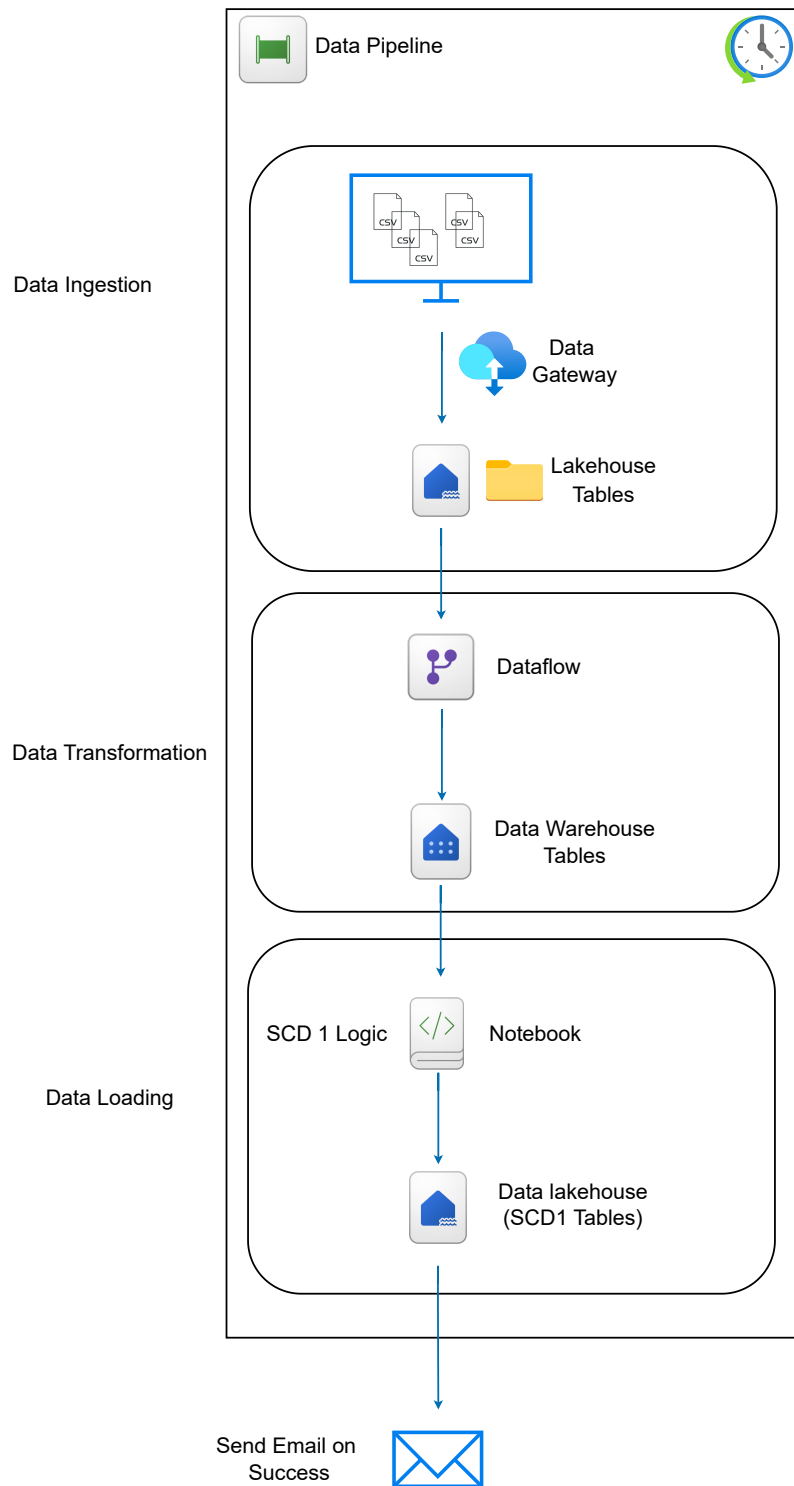 Data Pipeline
CSV
CSV
CSV
CSV
CSV
Data Ingestion
Data
Gateway
Lakehouse
Tables
Dataflow
Data Transformation
Data Warehouse
Tables
SCD 1 Logic
Notebook
Data Loading
Data lakehouse
(SCD1 Tables)
Send Email on
Success